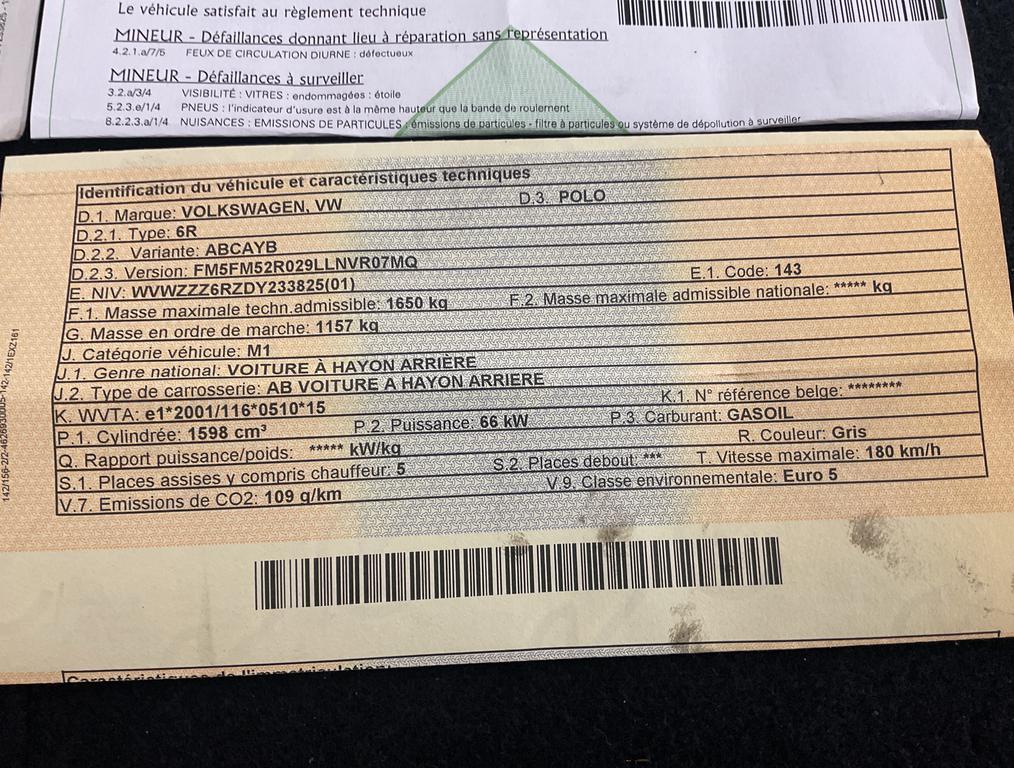 Le véhicule satisfait au règlement technique
MINEUR - Défaillances donnant lieu à réparation sans représentation
4.2.1.a/7/5 FEUX DE CIRCULATION DIURNE : défectueux
MINEUR - Défaillances à surveiller
3.2.a/3/4 VISIBILITÉ : VITRES : endommagées : étoile
5.2.3.e/1/4 PNEUS : l'indicateur d'usure est à la même hauteur que la bande de roulement
8.2.2.3.a/1/4 NUISANCES : EMISSIONS DE PARTICULES : émissions de particules - filtre à particules ou système de dépollution à surveiller
Identification du véhicule et caractéristiques techniques
D.1. Marque: VOLKSWAGEN, VW D.3. POLO
D.2.1. Type: 6R
D.2.2. Variante: ABCAYB
D.2.3. Version: FM5FM52R029LLNVR07MQ
E. NIV: WVWZZZ6RZDY233825(01) E.1. Code: 143
F.1. Masse maximale techn.admissible: 1650 kg F.2. Masse maximale admissible nationale: ***** kg
G. Masse en ordre de marche: 1157 kg
J. Catégorie véhicule: M1
J.1. Genre national: VOITURE À HAYON ARRIÈRE
J.2. Type de carrosserie: AB VOITURE A HAYON ARRIERE
K. WVTA: e1*2001/116*0510*15 K.1. N° référence belge: ********
P.1. Cylindrée: 1598 cm³ P.2. Puissance: 66 kW P.3. Carburant: GASOIL
Q. Rapport puissance/poids: ***** kW/kg R. Couleur: Gris
S.1. Places assises y compris chauffeur: 5 S.2. Places debout: *** T. Vitesse maximale: 180 km/h
V.7. Emissions de CO2: 109 g/km V.9. Classe environnementale: Euro 5
Caractéristiques de l'immatriculation: